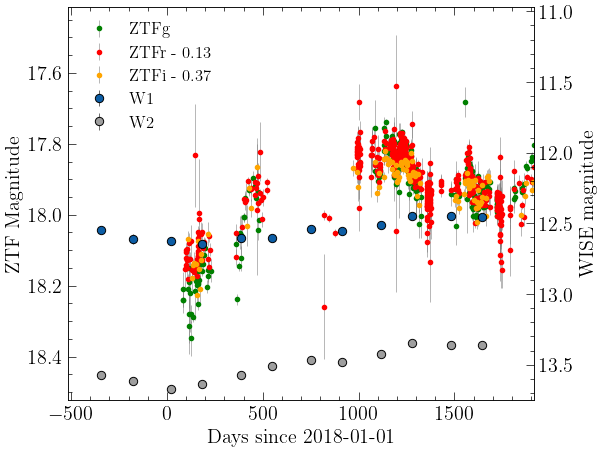 ZTFg
ZTFr - 0.13
ZTFi - 0.37
W1
W2
17.6
17.8
18.0
18.2
18.4
ZTF Magnitude
11.0
11.5
12.0
12.5
13.0
13.5
WISE magnitude
−500 0 500 1000 1500
Days since 2018-01-01